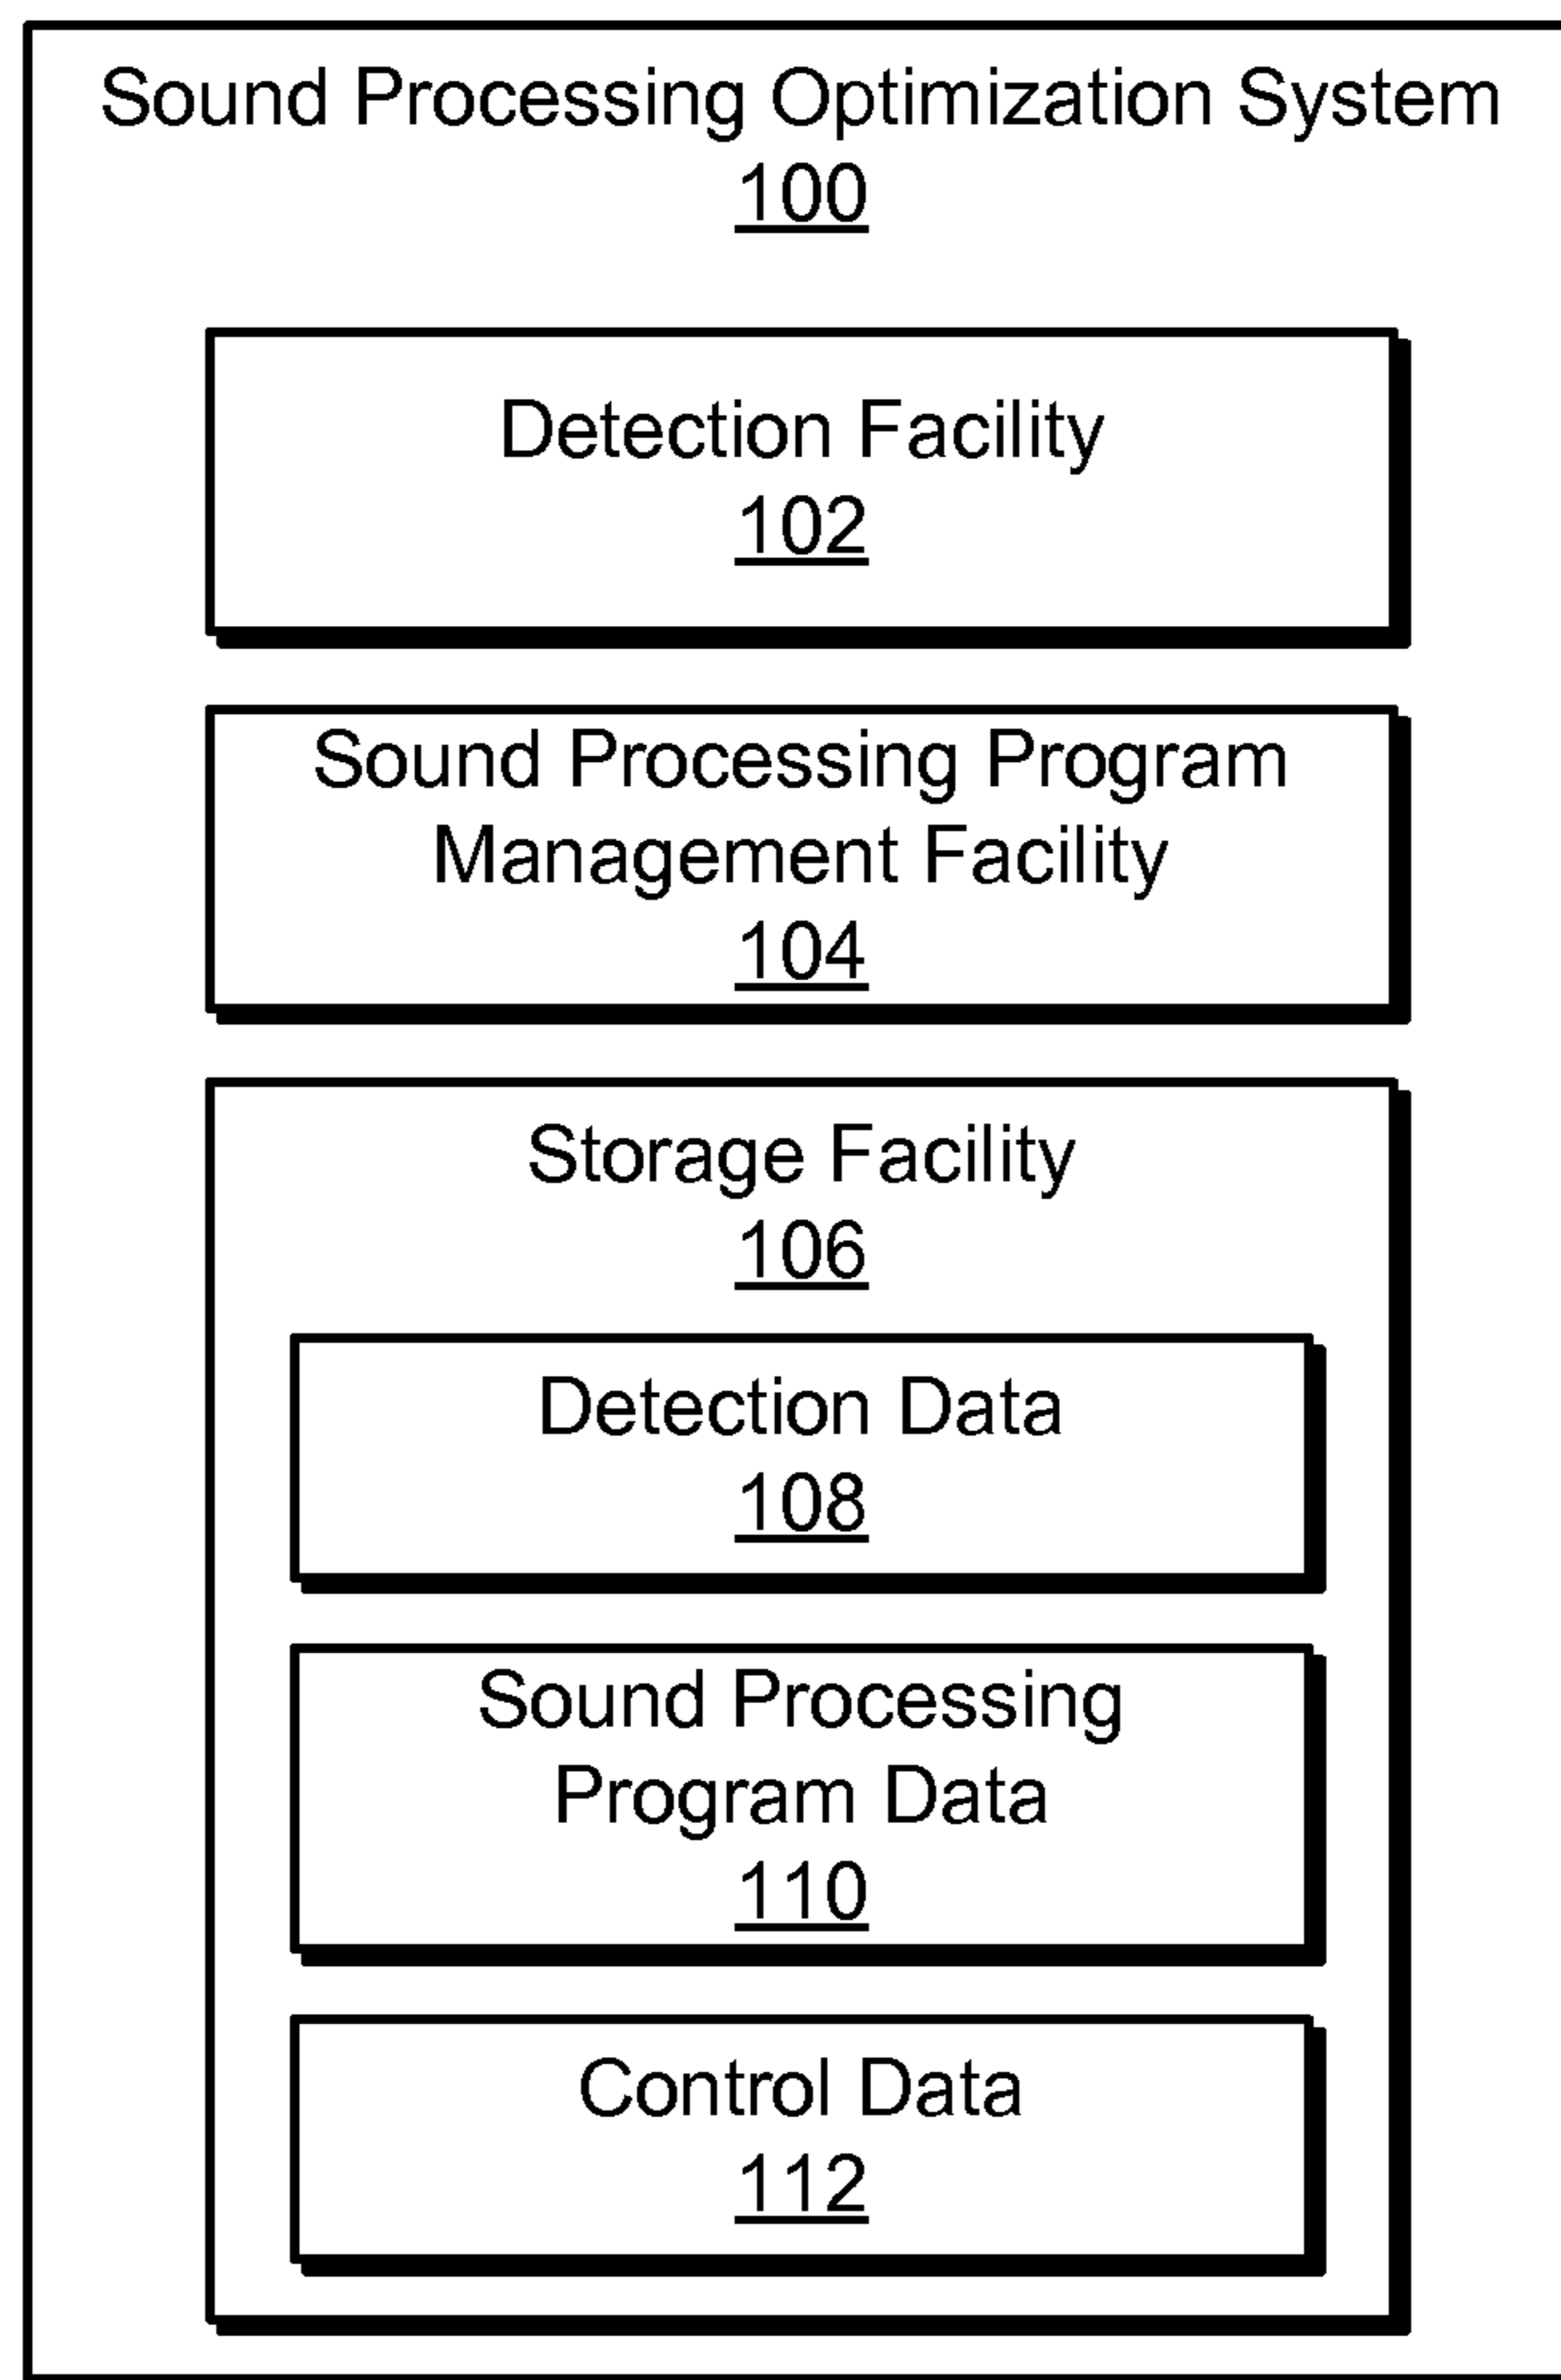 Sound Processing Optimization System
100
Detection Facility
102
Sound Processing Program
Management Facility
104
Storage Facility
106
Detection Data
108
Sound Processing
Program Data
110
Control Data
112